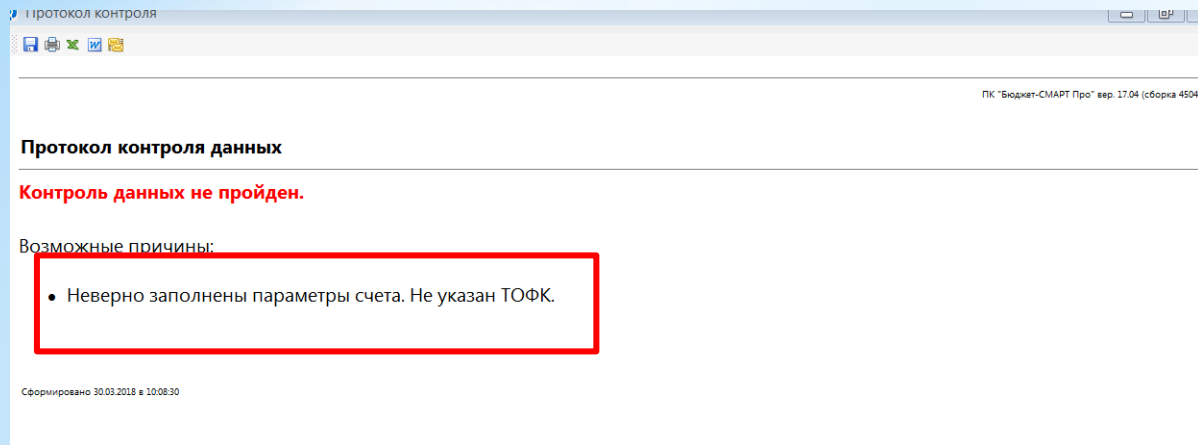 Протокол контроля
ПК "Бюджет-СМАРТ Про" вер. 17.04 (сборка 4504
Протокол контроля данных
Контроль данных не пройден.
Возможные причины:
• Неверно заполнены параметры счета. Не указан ТОФК.
Сформировано 30.03.2018 в 10:08:30